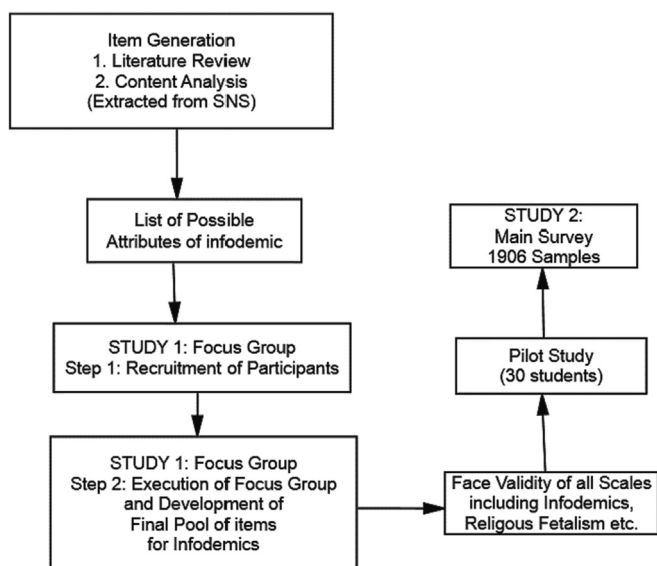 Item Generation
1. Literature Review
2. Content Analysis
(Extracted from SNS)
List of Possible
Attributes of infodemic
STUDY 1: Focus Group
Step 1: Recruitment of Participants
STUDY 1: Focus Group
Step 2: Execution of Focus Group
and Development of
Final Pool of items
for Infodemics
Face Validity of all Scales
including Infodemics,
Religous Fetalism etc.
Pilot Study
(30 students)
STUDY 2:
Main Survey
1906 Samples